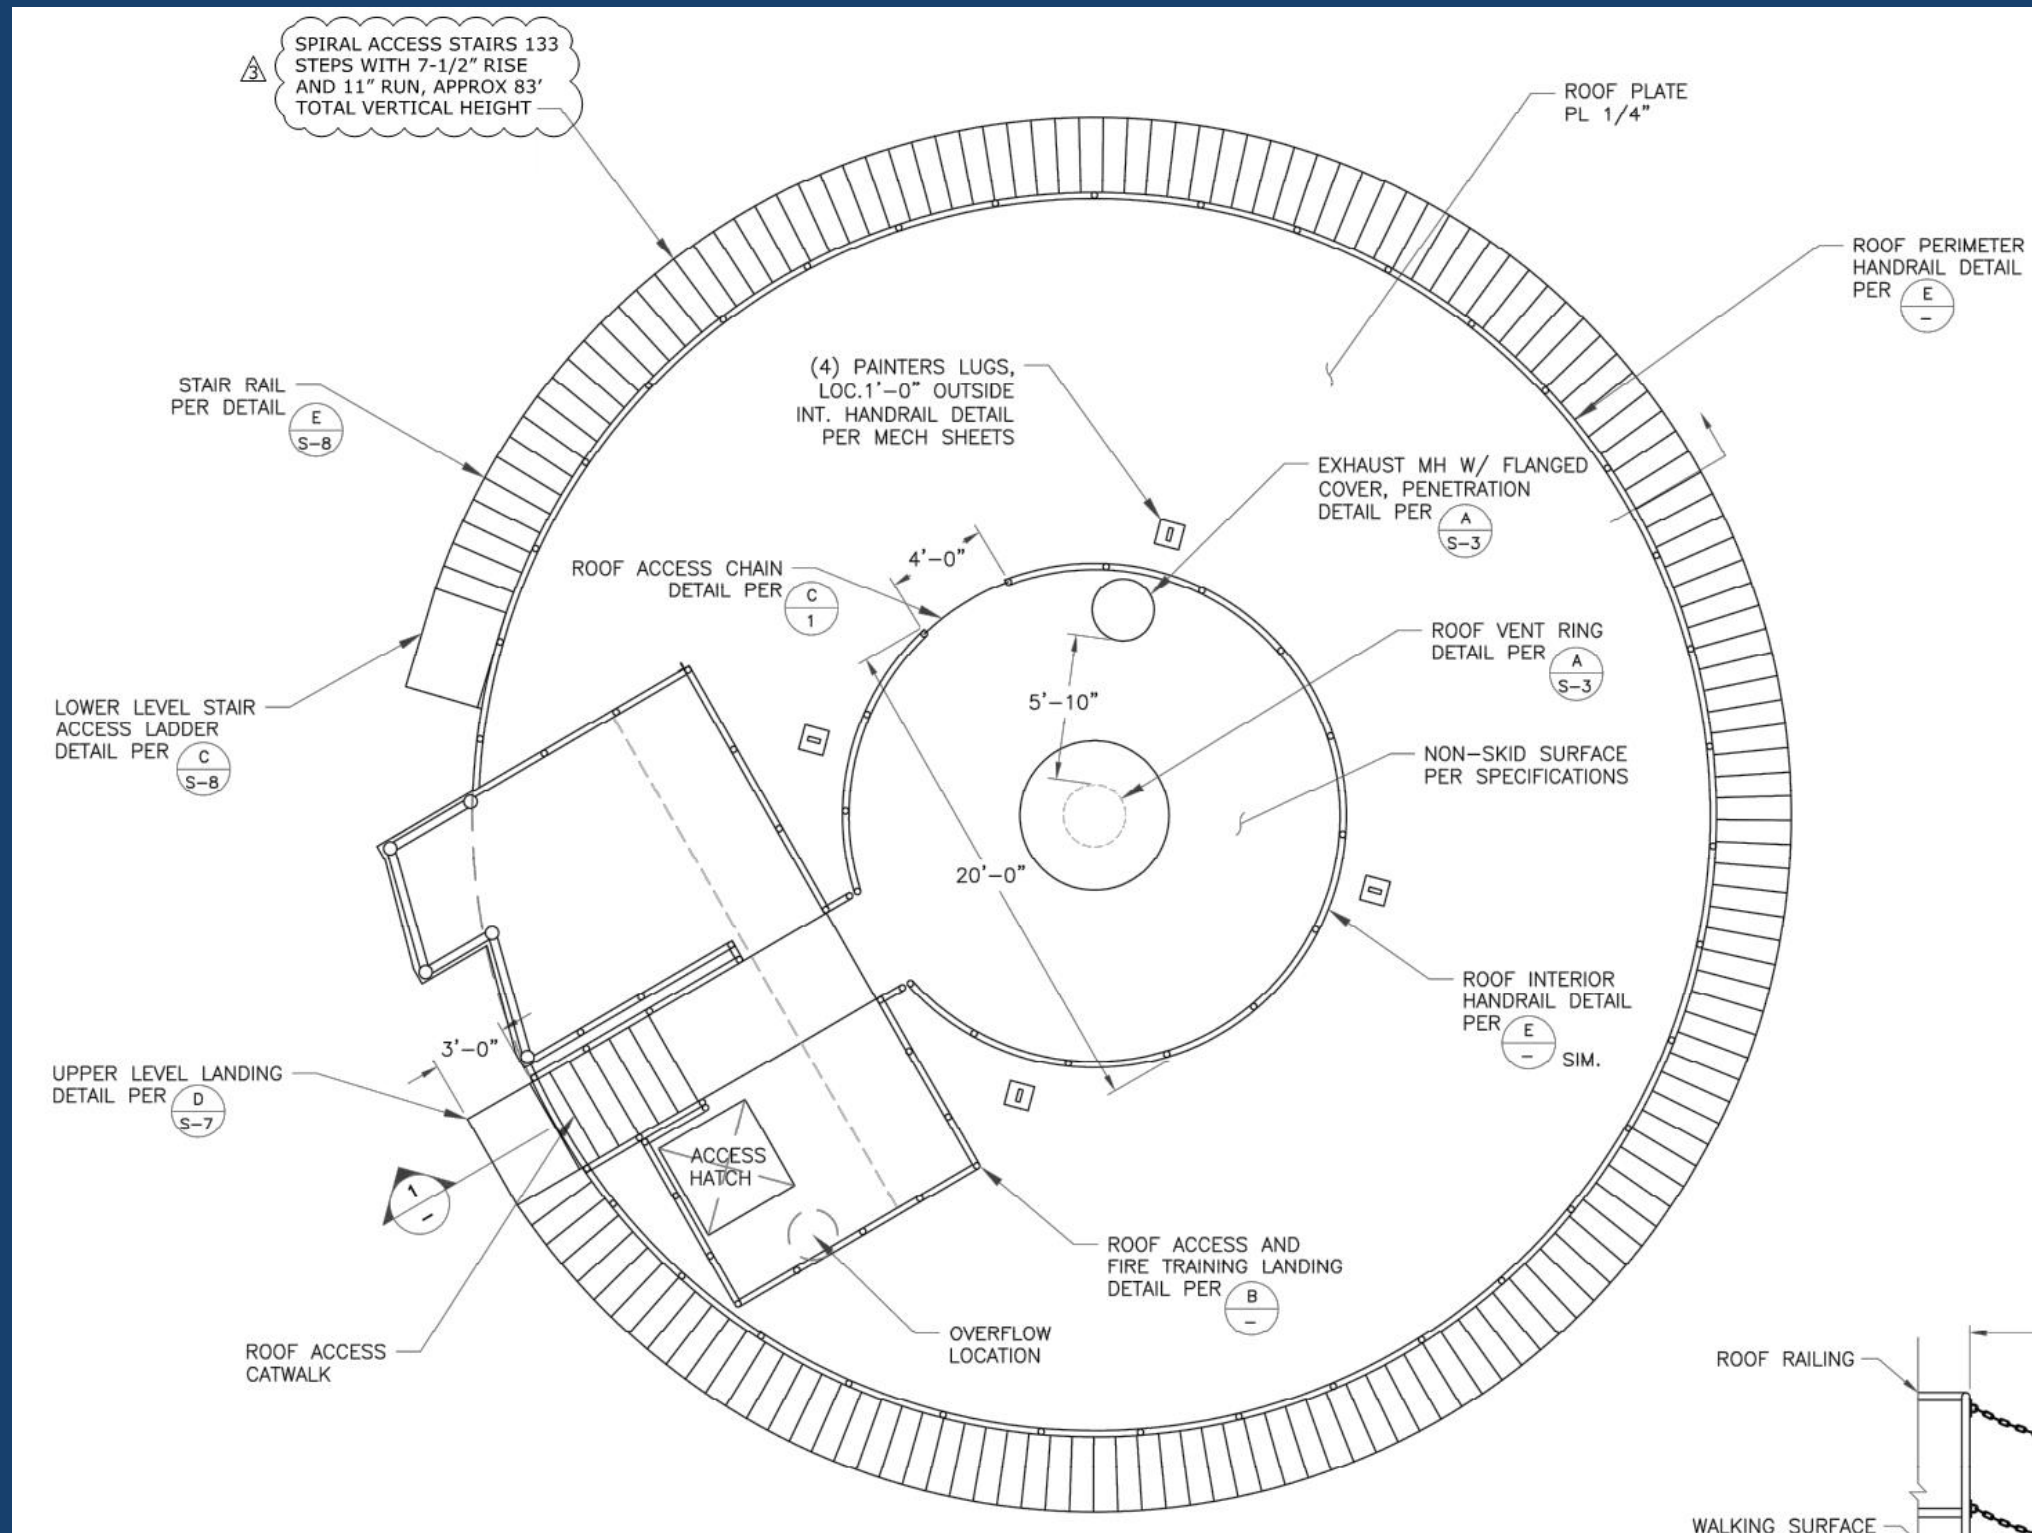 SPIRAL ACCESS STAIRS 133
STEPS WITH 7-1/2" RISE
AND 11" RUN, APPROX 83'
TOTAL VERTICAL HEIGHT
3
ROOF PLATE
PL 1/4"
ROOF PERIMETER
HANDRAIL DETAIL
PER E
-
STAIR RAIL
PER DETAIL E
S-8
(4) PAINTERS LUGS,
LOC.1'-0" OUTSIDE
INT. HANDRAIL DETAIL
PER MECH SHEETS
EXHAUST MH W/ FLANGED
COVER, PENETRATION
DETAIL PER A
S-3
4'-0"
ROOF ACCESS CHAIN
DETAIL PER C
1
ROOF VENT RING
DETAIL PER A
S-3
5'-10"
LOWER LEVEL STAIR
ACCESS LADDER
DETAIL PER C
S-8
NON-SKID SURFACE
PER SPECIFICATIONS
20'-0"
ROOF INTERIOR
HANDRAIL DETAIL
PER E
- SIM.
3'-0"
UPPER LEVEL LANDING
DETAIL PER D
S-7
ACCESS
HATCH
1
-
ROOF ACCESS AND
FIRE TRAINING LANDING
DETAIL PER B
-
OVERFLOW
LOCATION
ROOF ACCESS
CATWALK
ROOF RAILING
WALKING SURFACE